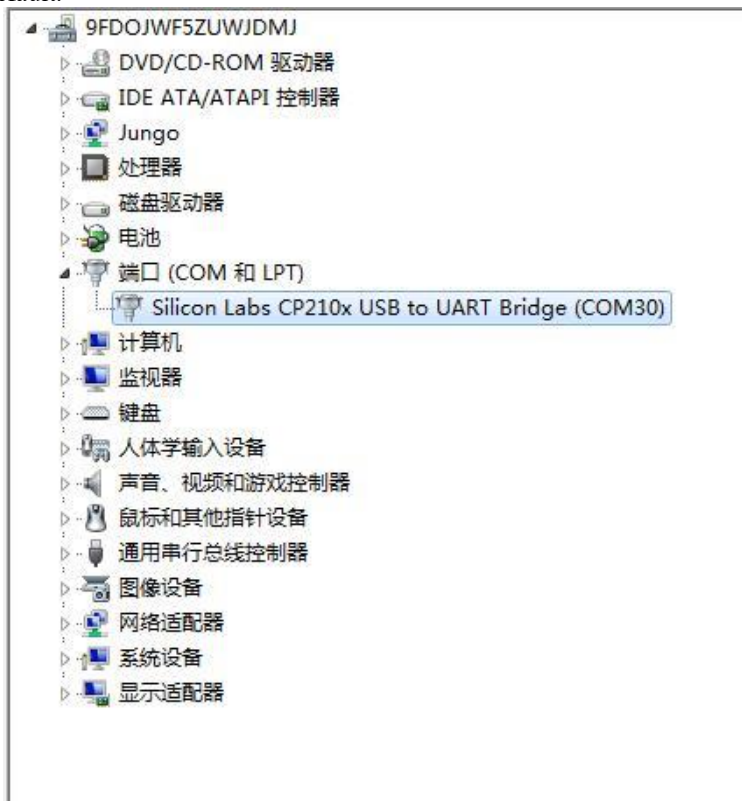 9FDOJWF5ZUWJDMJ
DVD/CD-ROM 驱动器
IDE ATA/ATAPI 控制器
Jungo
处理器
磁盘驱动器
电池
端口 (COM 和 LPT)
Silicon Labs CP210x USB to UART Bridge (COM30)
计算机
监视器
键盘
人体学输入设备
声音、视频和游戏控制器
鼠标和其他指针设备
通用串行总线控制器
图像设备
网络适配器
系统设备
显示适配器